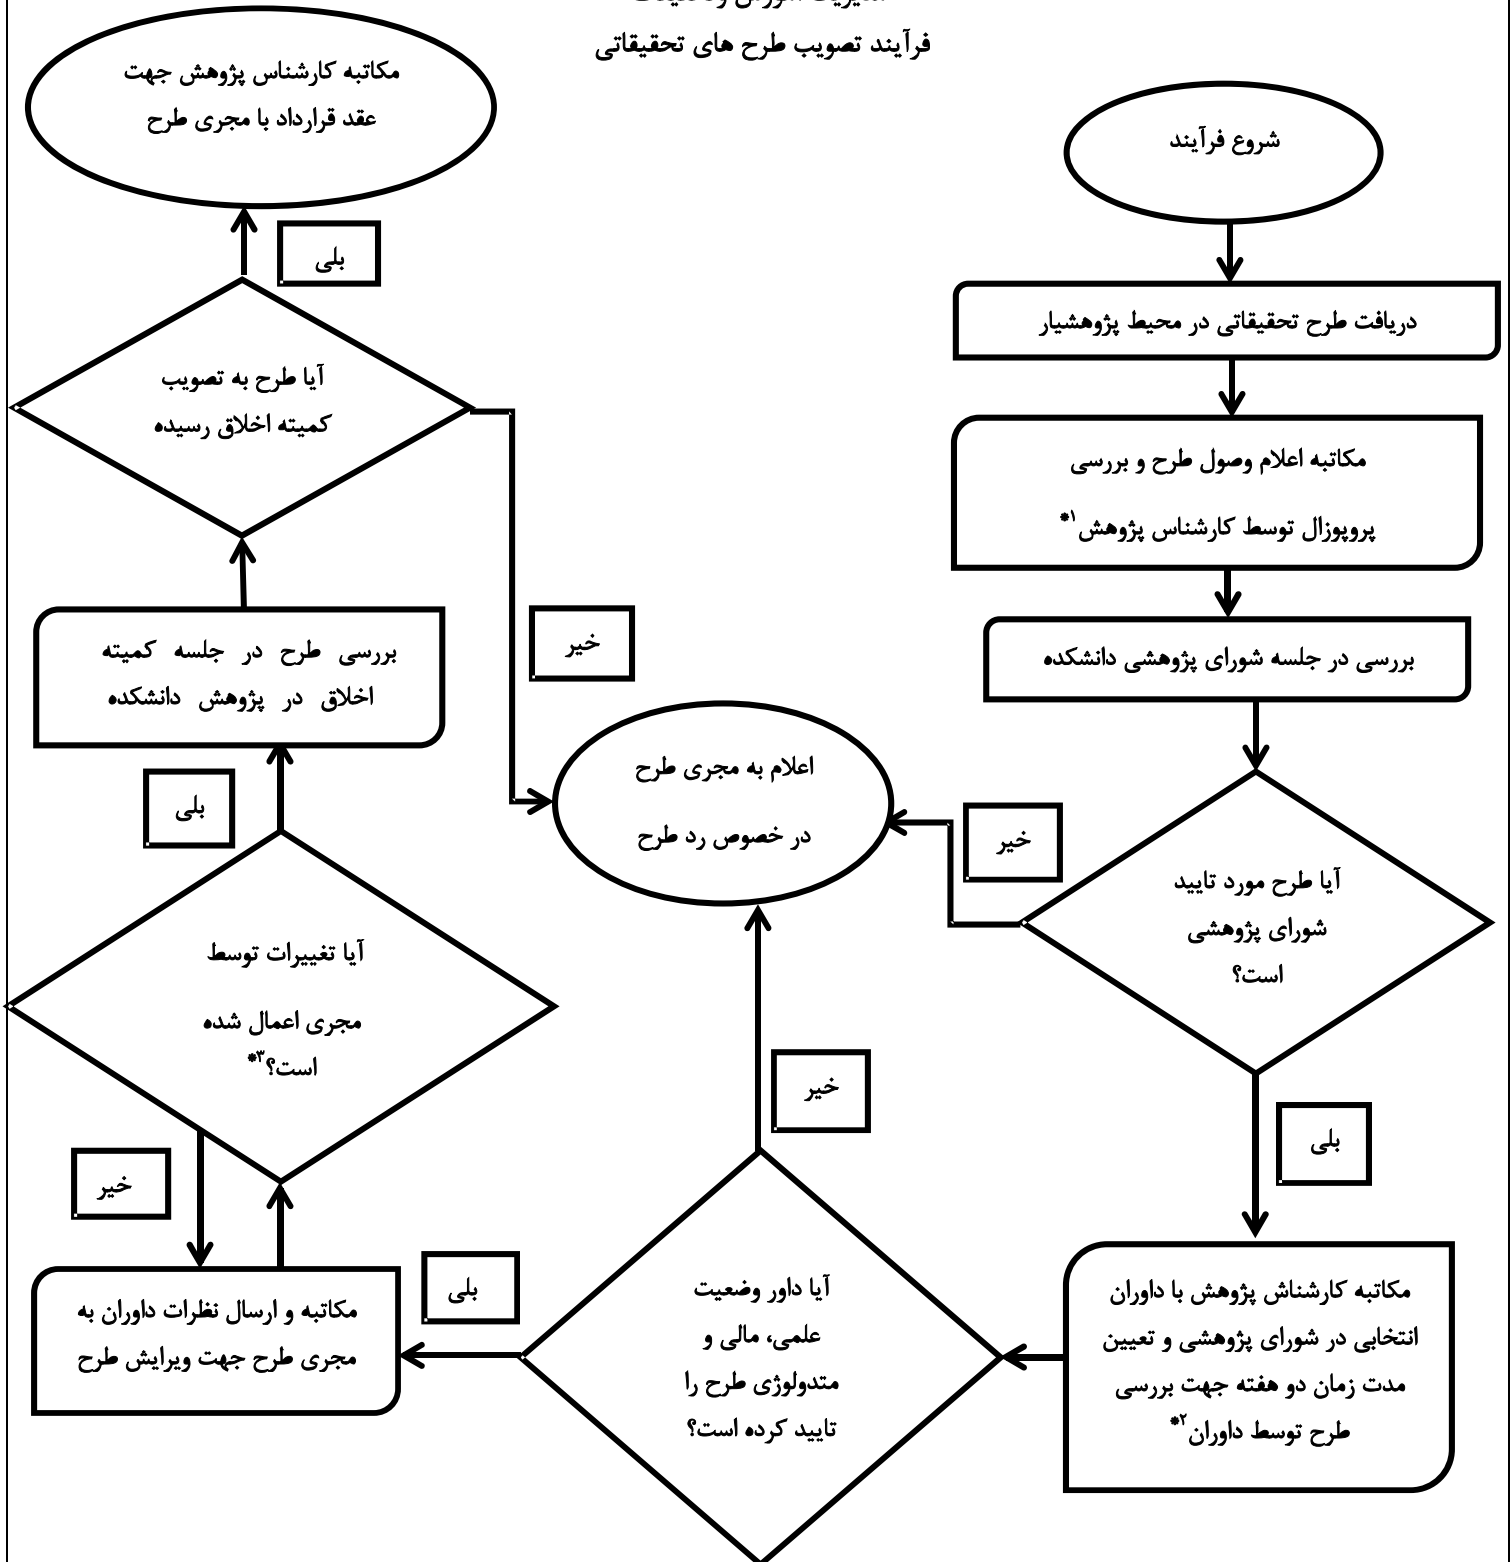 فرآیند تصویب طرح های تحقیقاتی
شروع فرآیند
دریافت طرح تحقیقاتی در محیط پژوهشیار
مکاتبه اعلام وصول طرح و بررسی
پروپوزال توسط کارشناس پژوهش*۱
بررسی در جلسه شورای پژوهشی دانشکده
آیا طرح مورد تایید
شورای پژوهشی
است؟
خیر
بلی
مکاتبه کارشناش پژوهش با داوران
انتخابی در شورای پژوهشی و تعیین
مدت زمان دو هفته جهت بررسی
طرح توسط داوران*۲
آیا داور وضعیت
علمی، مالی و
متدولوژی طرح را
تایید کرده است؟
خیر
بلی
اعلام به مجری طرح
در خصوص رد طرح
مکاتبه و ارسال نظرات داوران به
مجری طرح جهت ویرایش طرح
آیا تغییرات توسط
مجری اعمال شده
است؟*۳
خیر
بلی
بررسی طرح در جلسه کمیته
اخلاق در پژوهش دانشکده
آیا طرح به تصویب
کمیته اخلاق رسیده
خیر
بلی
مکاتبه کارشناس پژوهش جهت
عقد قرارداد با مجری طرح